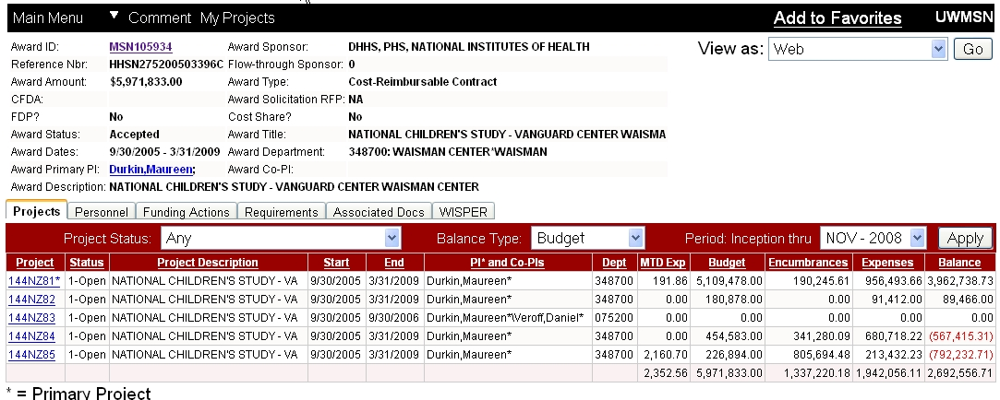 Main Menu ▼ Comment My Projects Add to Favorites UWMSN
View as: Web Go
Award ID: MSN105934 Award Sponsor: DHHS, PHS, NATIONAL INSTITUTES OF HEALTH
Reference Nbr: HHSN275200503396C Flow-through Sponsor: 0
Award Amount: $5,971,833.00 Award Type: Cost-Reimbursable Contract
CFDA: Award Solicitation RFP: NA
FDP? No Cost Share? No
Award Status: Accepted Award Title: NATIONAL CHILDREN'S STUDY - VANGUARD CENTER WAISMA
Award Dates: 9/30/2005 - 3/31/2009 Award Department: 348700: WAISMAN CENTER*WAISMAN
Award Primary PI: Durkin,Maureen; Award Co-PI:
Award Description: NATIONAL CHILDREN'S STUDY - VANGUARD CENTER WAISMAN CENTER
Projects Personnel Funding Actions Requirements Associated Docs WISPER
Project Status: Any Balance Type: Budget Period: Inception thru NOV - 2008 Apply
Project Status Project Description Start End PI* and Co-PIs Dept MTD Exp Budget Encumbrances Expenses Balance
144NZ81* 1-Open NATIONAL CHILDREN'S STUDY - VA 9/30/2005 3/31/2009 Durkin,Maureen* 348700 191.86 5,109,478.00 190,245.61 956,493.66 3,962,738.73
144NZ82 1-Open NATIONAL CHILDREN'S STUDY - VA 9/30/2005 3/31/2009 Durkin,Maureen* 348700 0.00 180,878.00 0.00 91,412.00 89,466.00
144NZ83 1-Open NATIONAL CHILDREN'S STUDY - VA 9/30/2005 9/30/2006 Durkin,Maureen*Veroff,Daniel* 075200 0.00 0.00 0.00 0.00 0.00
144NZ84 1-Open NATIONAL CHILDREN'S STUDY - VA 9/30/2005 3/31/2009 Durkin,Maureen* 348700 0.00 454,583.00 341,280.09 680,718.22 (567,415.31)
144NZ85 1-Open NATIONAL CHILDREN'S STUDY - VA 9/30/2005 3/31/2009 Durkin,Maureen* 348700 2,160.70 226,894.00 805,694.48 213,432.23 (792,232.71)
2,352.56 5,971,833.00 1,337,220.18 1,942,056.11 2,692,556.71
* = Primary Project